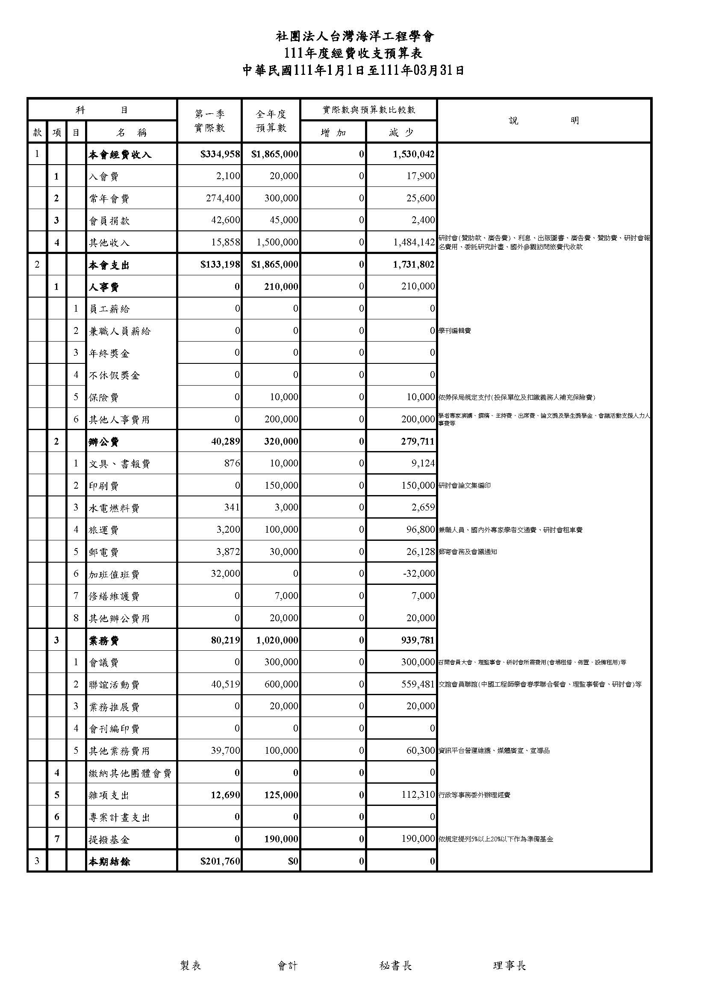 社團法人台灣海洋工程學會
111年度經費收支預算表
中華民國111年1月1日至111年03月31日
科 目 第一季實際數 全年度預算數 實際數與預算數比較數 說 明
款 項 目 名 稱 增 加 減 少
1 本會經費收入 $334,958 $1,865,000 0 1,530,042
1 入會費 2,100 20,000 0 17,900
2 常年會費 274,400 300,000 0 25,600
3 會員捐款 42,600 45,000 0 2,400
4 其他收入 15,858 1,500,000 0 1,484,142 研討會(贊助款、廣告費)、利息、出版圖書、廣告費、贊助費、研討會報
名費用、委託研究計畫、國外參觀訪問旅費代收款
2 本會支出 $133,198 $1,865,000 0 1,731,802
1 人事費 0 210,000 0 210,000
1 員工薪給 0 0 0 0
2 兼職人員薪給 0 0 0 0 學刊編輯費
3 年終獎金 0 0 0 0
4 不休假獎金 0 0 0 0
5 保險費 0 10,000 0 10,000 依勞保局規定支付(投保單位及扣繳義務人補充保險費)
6 其他人事費用 0 200,000 0 200,000 學者專家演講、撰稿、主持費、出席費、論文獎及學生獎學金、會議活動支援人力人
事費等
2 辦公費 40,289 320,000 0 279,711
1 文具、書報費 876 10,000 0 9,124
2 印刷費 0 150,000 0 150,000 研討會論文集編印
3 水電燃料費 341 3,000 0 2,659
4 旅運費 3,200 100,000 0 96,800 兼職人員、國內外專家學者交通費、研討會租車費
5 郵電費 3,872 30,000 0 26,128 郵寄會務及會議通知
6 加班值班費 32,000 0 0 -32,000
7 修繕維護費 0 7,000 0 7,000
8 其他辦公費用 0 20,000 0 20,000
3 業務費 80,219 1,020,000 0 939,781
1 會議費 0 300,000 0 300,000 召開會員大會、理監事會、研討會所需費用(會場租借、佈置、設備租用)等
2 聯誼活動費 40,519 600,000 0 559,481 交誼會員聯誼(中國工程師學會春季聯合餐會、理監事餐會、研討會)等
3 業務推展費 0 20,000 0 20,000
4 會刊編印費 0 0 0 0
5 其他業務費用 39,700 100,000 0 60,300 資訊平台營運維護、媒體廣宣、宣導品
4 繳納其他團體會費 0 0 0 0
5 雜項支出 12,690 125,000 0 112,310 行政等事務委外辦理經費
6 專案計畫支出 0 0 0 0
7 提撥基金 0 190,000 0 190,000 依規定提列5%以上20%以下作為準備基金
3 本期結餘 $201,760 $0 0 0
製表 會計 秘書長 理事長